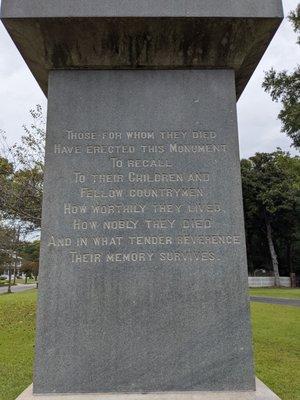 Those for whom they died
Have erected this Monument
To recall
To their Children and
Fellow countrymen
How worthily they lived
How nobly they died
And in what tender reverence
Their memory survives.